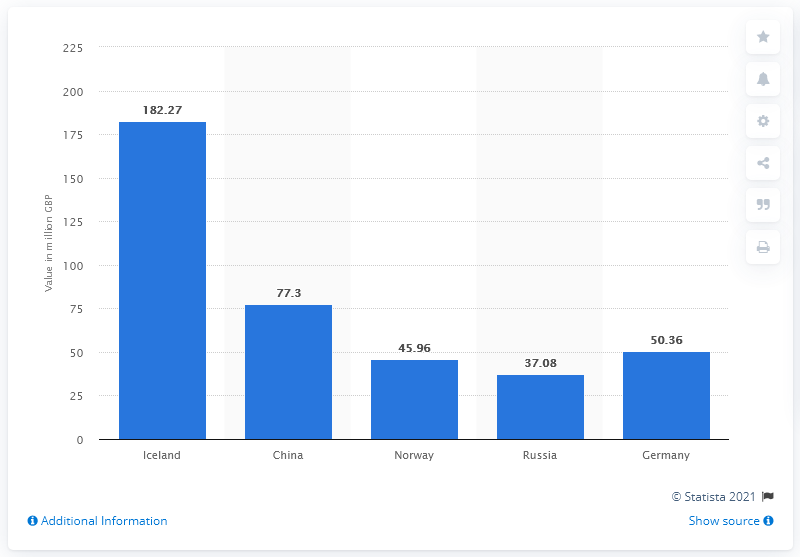 225
200
175
150
125
100
75
50
25
0
Value in million GBP
182.27
77.3
45.96
37.08
50.36
Iceland
China
Norway
Russia
Germany
© Statista 2021
Additional Information
Show source